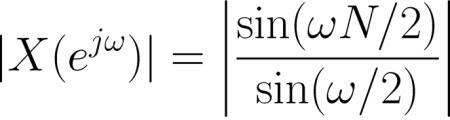 |X(e^{jω})| = |sin(ωN/2) / sin(ω/2)|